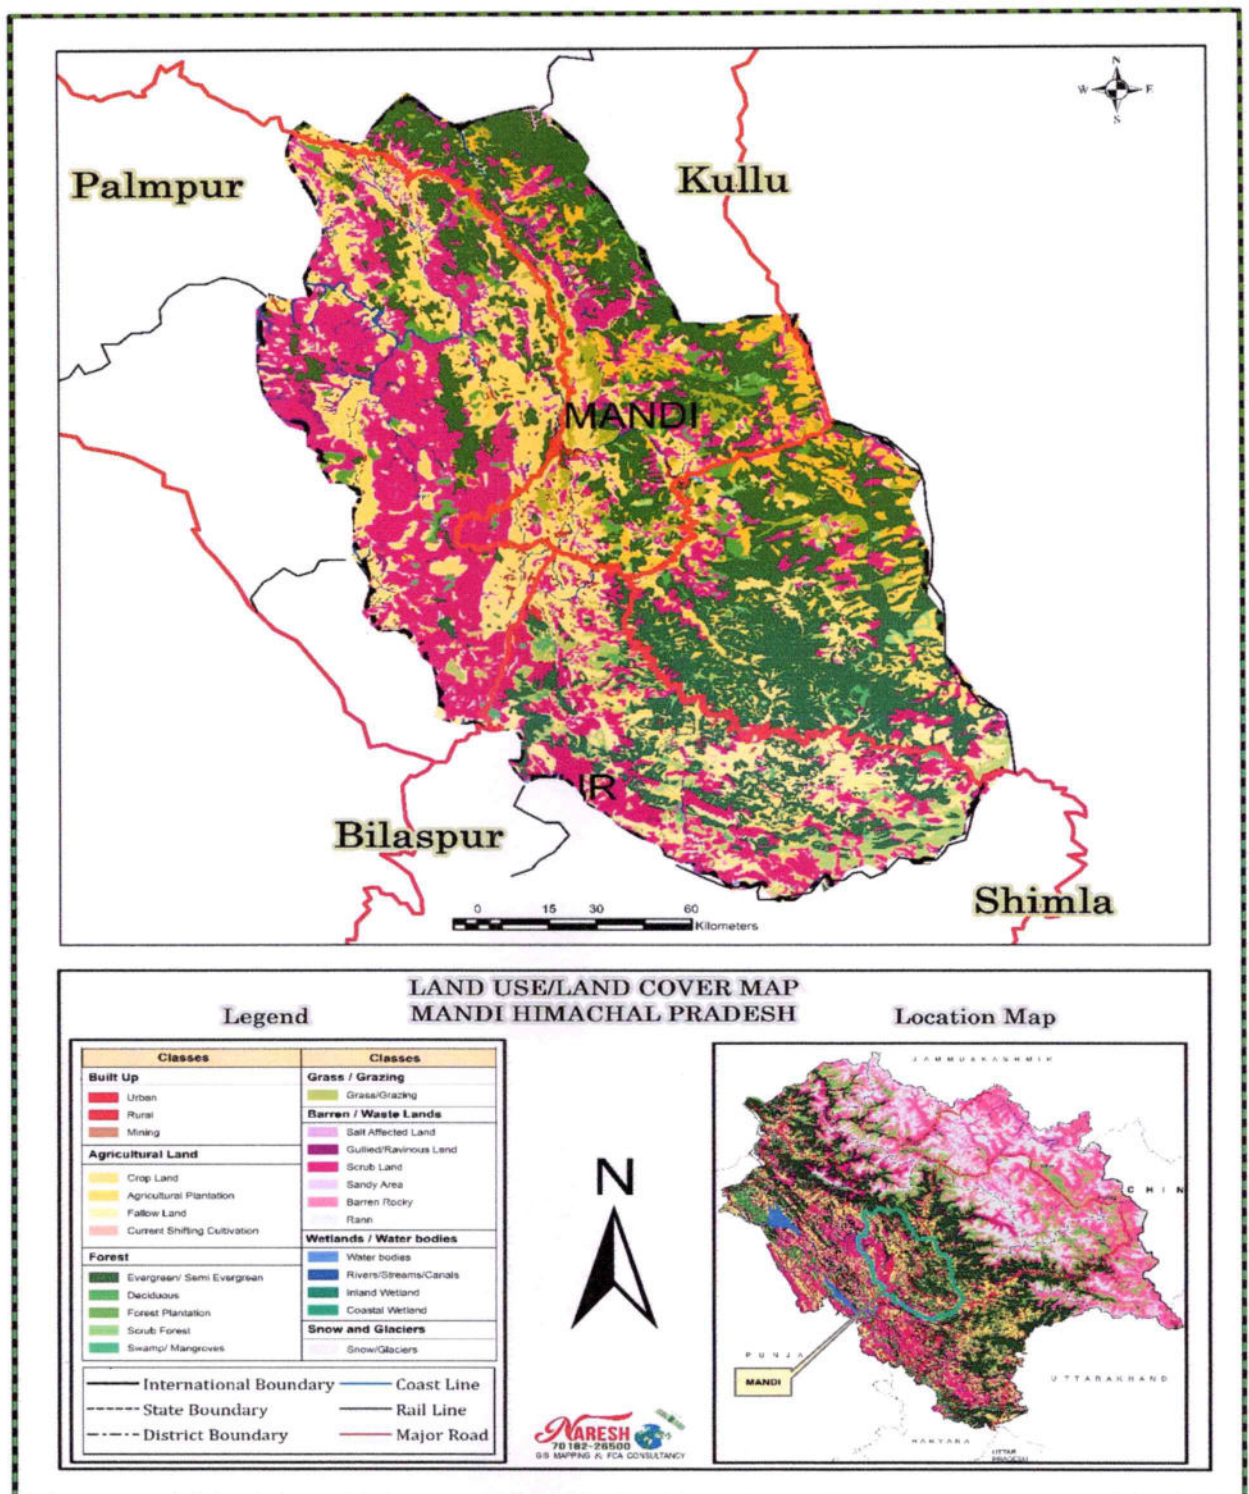 N
W E
S
Palmpur
Kullu
MANDI
Bilaspur
Shimla
0 15 30 60
Kilometers
LAND USE/LAND COVER MAP
MANDI HIMACHAL PRADESH
Legend
Location Map
Classes
Built Up
Urban
Rural
Mining
Agricultural Land
Crop Land
Agricultural Plantation
Fallow Land
Current Shifting Cultivation
Forest
Evergreen/ Semi Evergreen
Deciduous
Forest Plantation
Scrub Forest
Swamp/ Mangroves
Classes
Grass / Grazing
Grass/Grazing
Barren / Waste Lands
Salt Affected Land
Gullied/Ravinous Land
Scrub Land
Sandy Area
Barren Rocky
Rann
Wetlands / Water bodies
Water bodies
Rivers/Streams/Canals
Inland Wetland
Coastal Wetland
Snow and Glaciers
Snow/Glaciers
International Boundary
Coast Line
State Boundary
Rail Line
District Boundary
Major Road
N
NARESH
70182-26500
GIS MAPPING & FCA CONSULTANCY
JAMMU&KASHMIR
CHIN
PUNJA
MANDI
UTTARAKHAND
HARYANA
UTTAR
PRADESH